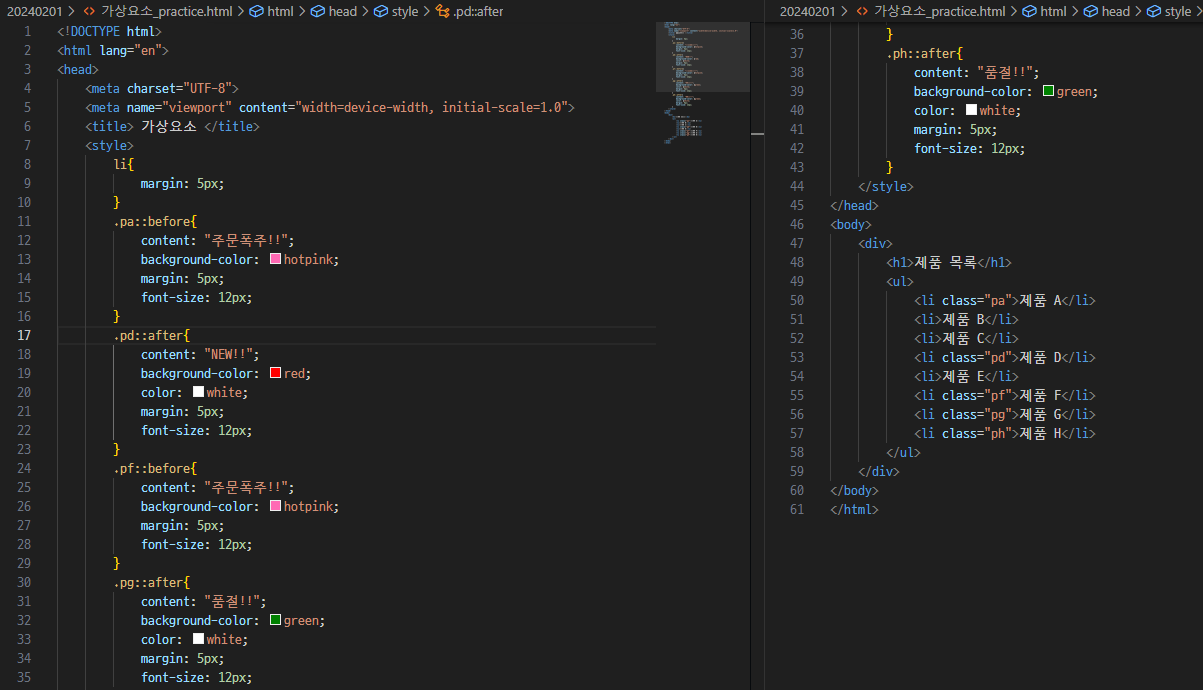 20240201 > 가상요소_practice.html > html > head > style > .pd::after
1 <!DOCTYPE html>
2 <html lang="en">
3 <head>
4 <meta charset="UTF-8">
5 <meta name="viewport" content="width=device-width, initial-scale=1.0">
6 <title> 가상요소 </title>
7 <style>
8 li{
9 margin: 5px;
10 }
11 .pa::before{
12 content: "주문폭주!!";
13 background-color: hotpink;
14 margin: 5px;
15 font-size: 12px;
16 }
17 .pd::after{
18 content: "NEW!!";
19 background-color: red;
20 color: white;
21 margin: 5px;
22 font-size: 12px;
23 }
24 .pf::before{
25 content: "주문폭주!!";
26 background-color: hotpink;
27 margin: 5px;
28 font-size: 12px;
29 }
30 .pg::after{
31 content: "품절!!";
32 background-color: green;
33 color: white;
34 margin: 5px;
35 font-size: 12px;
20240201 > 가상요소_practice.html > html > head > style >
36 }
37 .ph::after{
38 content: "품절!!";
39 background-color: green;
40 color: white;
41 margin: 5px;
42 font-size: 12px;
43 }
44 </style>
45 </head>
46 <body>
47 <div>
48 <h1>제품 목록</h1>
49 <ul>
50 <li class="pa">제품 A</li>
51 <li>제품 B</li>
52 <li>제품 C</li>
53 <li class="pd">제품 D</li>
54 <li>제품 E</li>
55 <li class="pf">제품 F</li>
56 <li class="pg">제품 G</li>
57 <li class="ph">제품 H</li>
58 </ul>
59 </div>
60 </body>
61 </html>